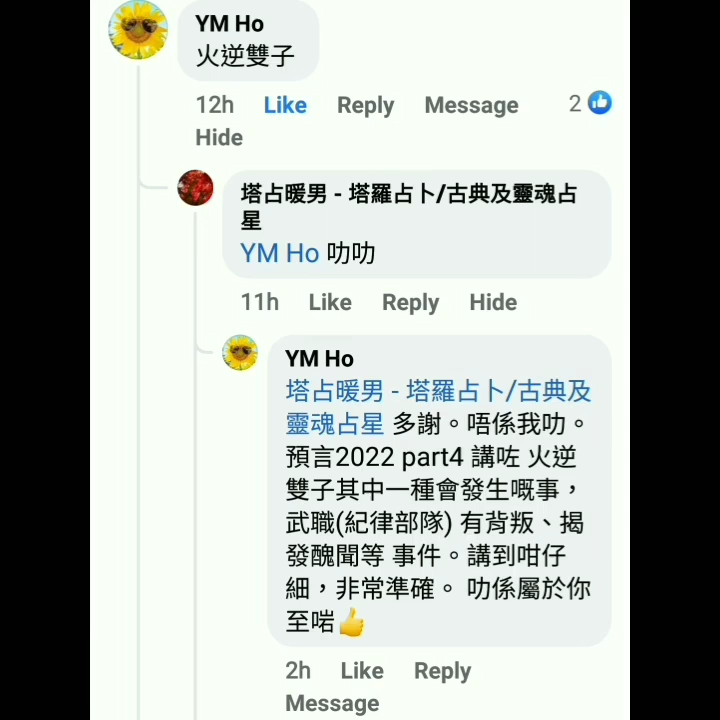 YM Ho
火逆雙子
12h Like Reply Message 2
Hide
塔占暖男 - 塔羅占卜/古典及靈魂占
星
YM Ho 叻叻
11h Like Reply Hide
YM Ho
塔占暖男 - 塔羅占卜/古典及
靈魂占星 多謝。唔係我叻。
預言2022 part4 講咗 火逆
雙子其中一種會發生嘅事，
武職(紀律部隊) 有背叛、揭
發醜聞等 事件。講到咁仔
細，非常準確。 叻係屬於你
至啱👍
2h Like Reply
Message